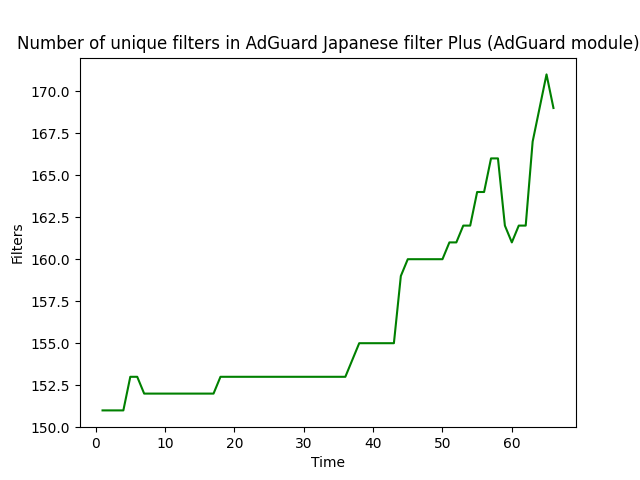 Number of unique filters in AdGuard Japanese filter Plus (AdGuard module)
170.0
167.5
165.0
162.5
160.0
157.5
155.0
152.5
150.0
Filters
0 10 20 30 40 50 60
Time